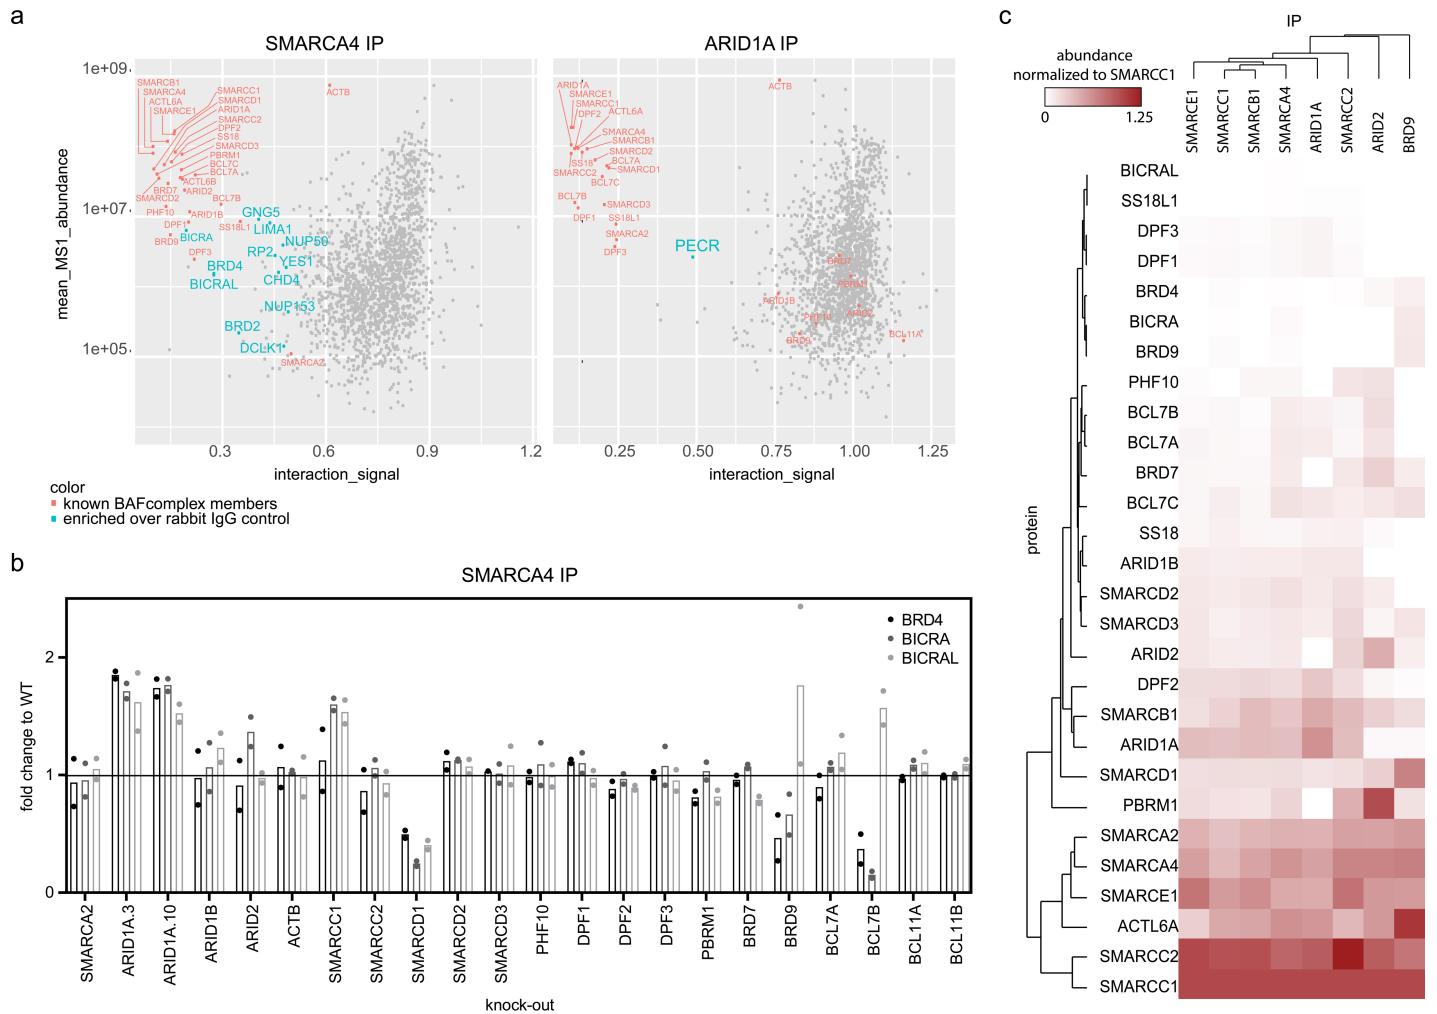 a
SMARCA4 IP
ARID1A IP
mean_MS1_abundance
1e+09
1e+07
1e+05
SMARCB1
SMARCA4
ACTL6A
SMARCE1
SMARCC1
SMARCD1
ARID1A
SMARCC2
DPF2
SS18
SMARCD3
PBRM1
BCL7C
BCL7A
ACTL6B
BRD7
ARID2
SMARCD2
BCL7B
PHF10
ARID1B
DPF1
SS18L1
BICRA
BRD9
DPF3
ACTB
GNG5
LIMA1
NUP50
RP2
YES1
BRD4
CHD4
BICRAL
NUP153
BRD2
DCLK1
SMARCA2
0.3
0.6
0.9
1.2
interaction_signal
ARID1A
SMARCE1
SMARCC1
DPF2
ACTL6A
SMARCA4
SMARCB1
SMARCD2
BCL7A
SS18
SMARCD1
SMARCC2
BCL7C
BCL7B
SMARCD3
DPF1
SS18L1
SMARCA2
DPF3
ACTB
PECR
BRD7
PBRM1
ARID1B
ARID2
PHF10
BRD9
BCL11A
0.00
0.25
0.50
0.75
1.00
1.25
interaction_signal
color
known BAFcomplex members
enriched over rabbit IgG control
b
SMARCA4 IP
fold change to WT
2
1
0
BRD4
BICRA
BICRAL
SMARCA2
ARID1A.3
ARID1A.10
ARID1B
ARID2
ACTB
SMARCC1
SMARCC2
SMARCD1
SMARCD2
SMARCD3
PHF10
DPF1
DPF2
DPF3
PBRM1
BRD7
BRD9
BCL7A
BCL7B
BCL11A
BCL11B
knock-out
c
IP
abundance
normalized to SMARCC1
0
1.25
SMARCE1
SMARCC1
SMARCB1
SMARCA4
ARID1A
SMARCC2
ARID2
BRD9
protein
BICRAL
SS18L1
DPF3
DPF1
BRD4
BICRA
BRD9
PHF10
BCL7B
BCL7A
BRD7
BCL7C
SS18
ARID1B
SMARCD2
SMARCD3
ARID2
DPF2
SMARCB1
ARID1A
SMARCD1
PBRM1
SMARCA2
SMARCA4
SMARCE1
ACTL6A
SMARCC2
SMARCC1